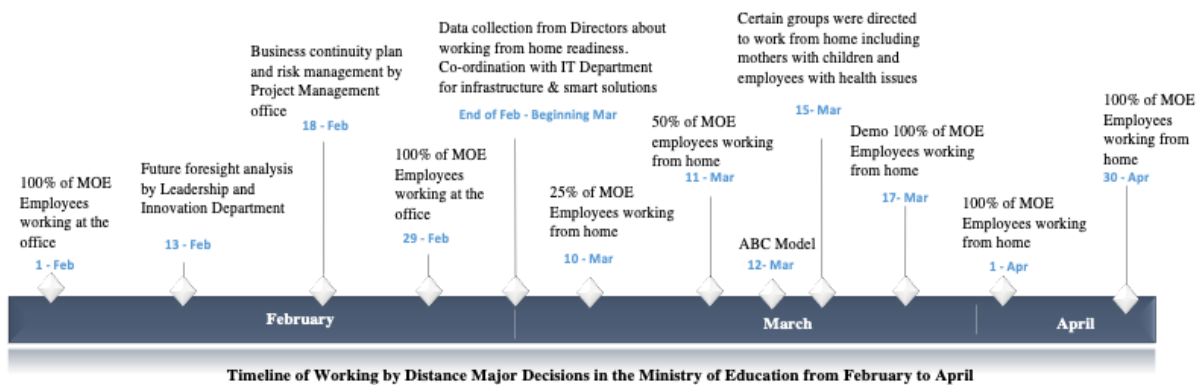 100% of MOE
Employees
working at the
office
1 - Feb
Future foresight analysis
by Leadership and
Innovation Department
13 - Feb
Business continuity plan
and risk management by
Project Management
office
18 - Feb
100% of MOE
Employees
working at the
office
29 - Feb
Data collection from Directors about
working from home readiness.
Co-ordination with IT Department
for infrastructure & smart solutions
End of Feb - Beginning Mar
25% of MOE
Employees working
from home
10 - Mar
50% of MOE
employees working
from home
11 - Mar
ABC Model
12- Mar
Certain groups were directed
to work from home including
mothers with children and
employees with health issues
15- Mar
Demo 100% of MOE
Employees working
from home
17- Mar
100% of MOE
Employees working
from home
1 - Apr
100% of MOE
Employees
working from
home
30 - Apr
February
March
April
Timeline of Working by Distance Major Decisions in the Ministry of Education from February to April